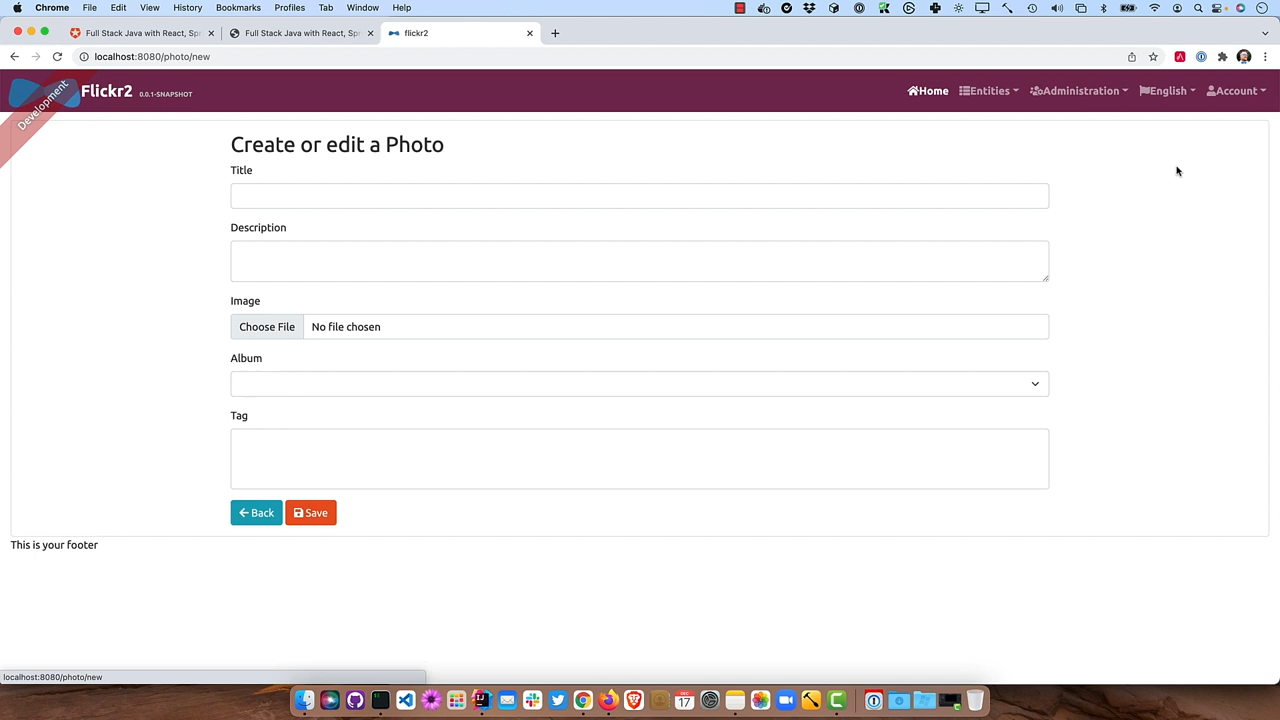 Chrome File Edit View History Bookmarks Profiles Tab Window Help
Full Stack Java with React, Spr Full Stack Java with React, Spr flickr2
localhost:8080/photo/new
Development
Flickr2 0.0.1-SNAPSHOT Home Entities Administration English Account
Create or edit a Photo
Title
Description
Image
Choose File No file chosen
Album
Tag
Back Save
This is your footer
localhost:8080/photo/new
17